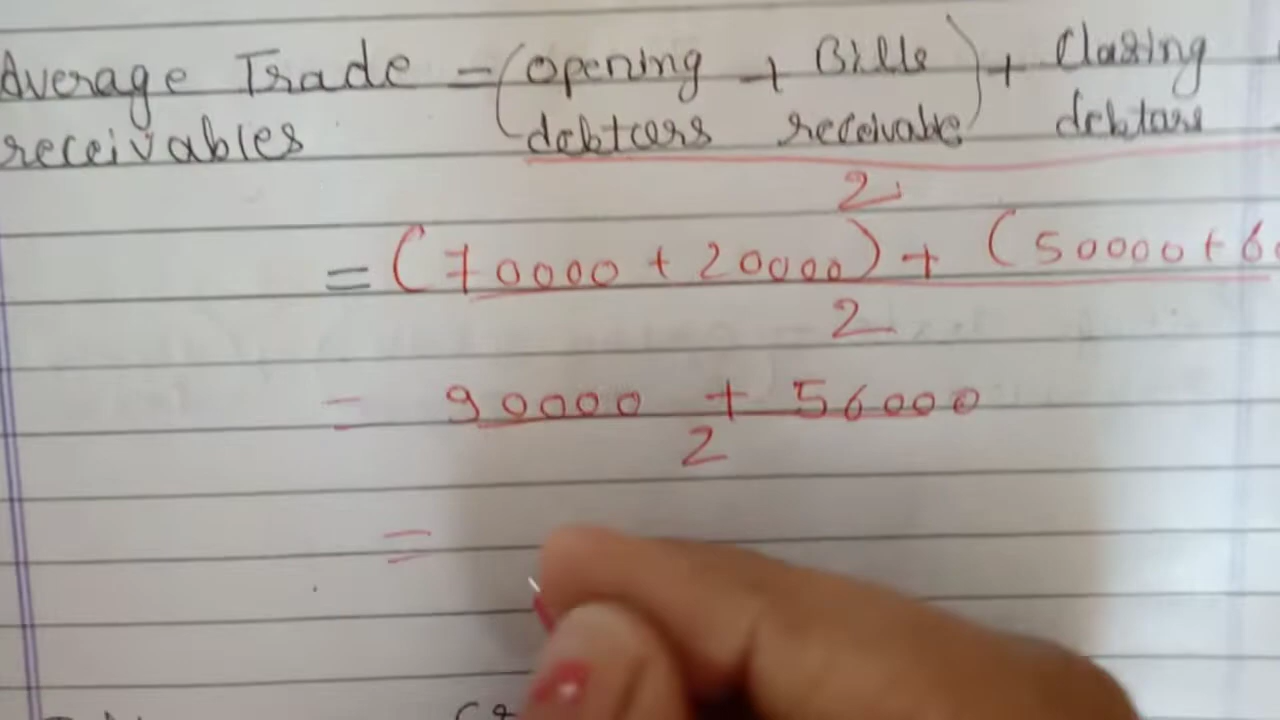 Average Trade = (opening + Bills) + Closing
receivables debtors receivable debtors
2
= (70000 + 20000) + (50000 + 6
2
= 90000 + 56000
2
=